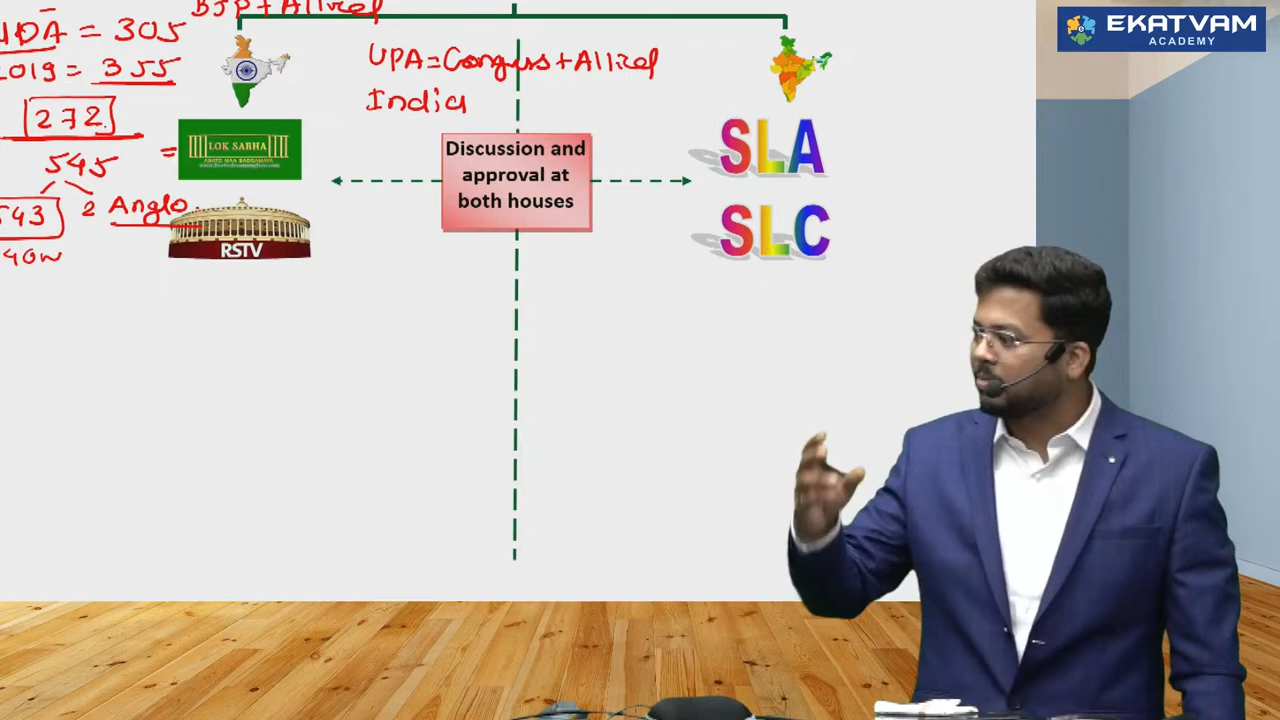 BJP + Allied
NDA = 305
2019 = 355
272
545
543
2 Anglo
UPA = Congress + Allied
India
LOK SABHA
RSTV
Discussion and
approval at
both houses
SLA
SLC
EKATVAM
ACADEMY